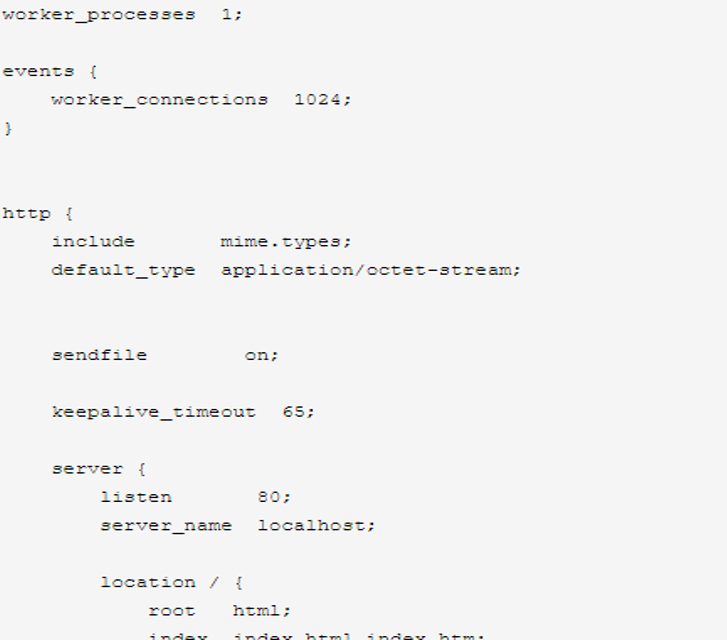 worker_processes  1;
events {
    worker_connections  1024;
}
http {
    include       mime.types;
    default_type  application/octet-stream;
    sendfile        on;
    keepalive_timeout  65;
    server {
        listen       80;
        server_name  localhost;
        location / {
            root   html;
            index  index.html index.htm;